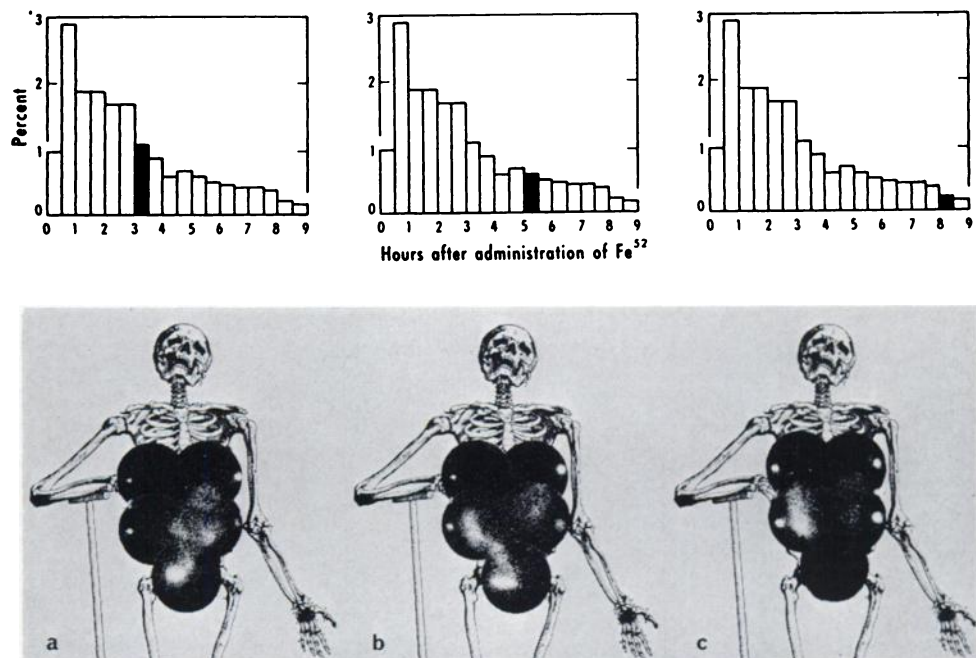 3 3 3
2 2 2
Percent
1 1 1
0 0 0
0 1 2 3 4 5 6 7 8 9 0 1 2 3 4 5 6 7 8 9 0 1 2 3 4 5 6 7 8 9
Hours after administration of Fe⁵²
a b c